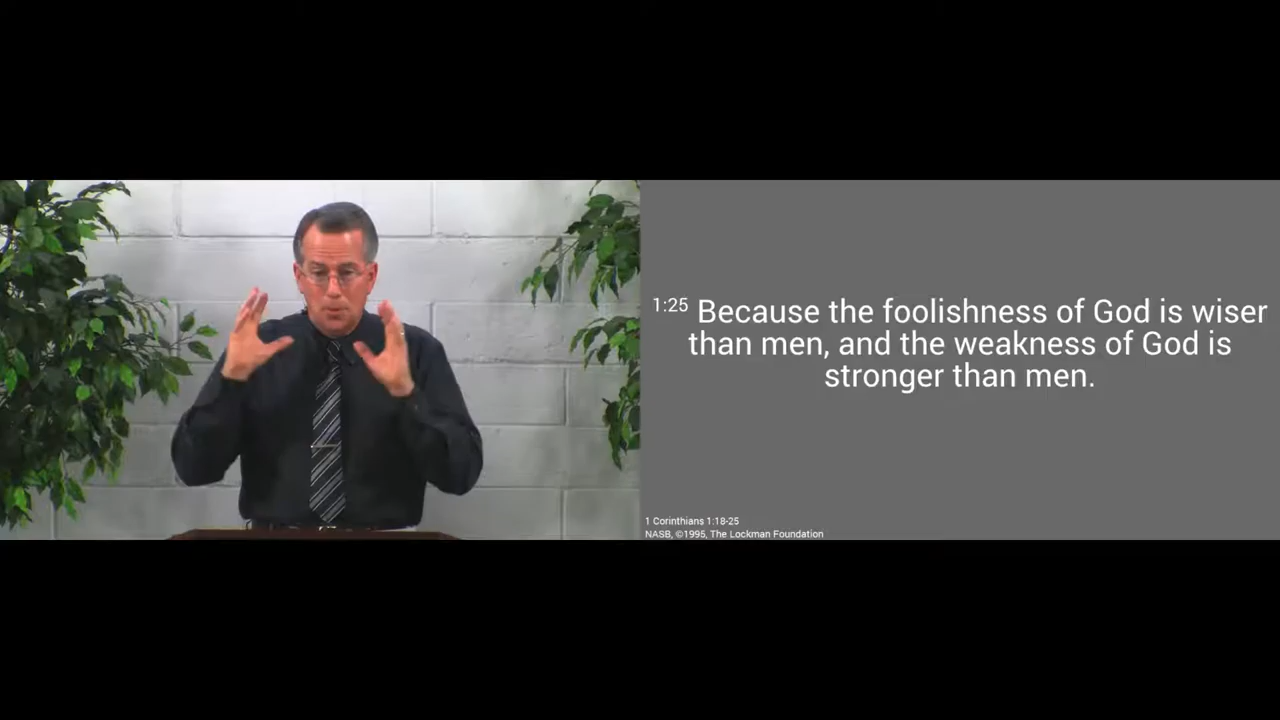 1:25 Because the foolishness of God is wiser
than men, and the weakness of God is
stronger than men.
1 Corinthians 1:18-25
NASB, ©1995, The Lockman Foundation